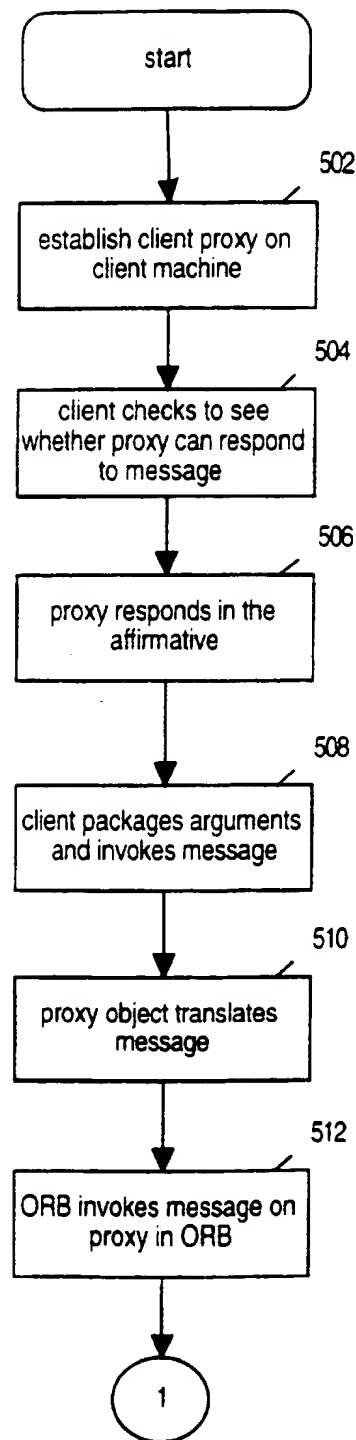 start
502
establish client proxy on
client machine
504
client checks to see
whether proxy can respond
to message
506
proxy responds in the
affirmative
508
client packages arguments
and invokes message
510
proxy object translates
message
512
ORB invokes message on
proxy in ORB
1